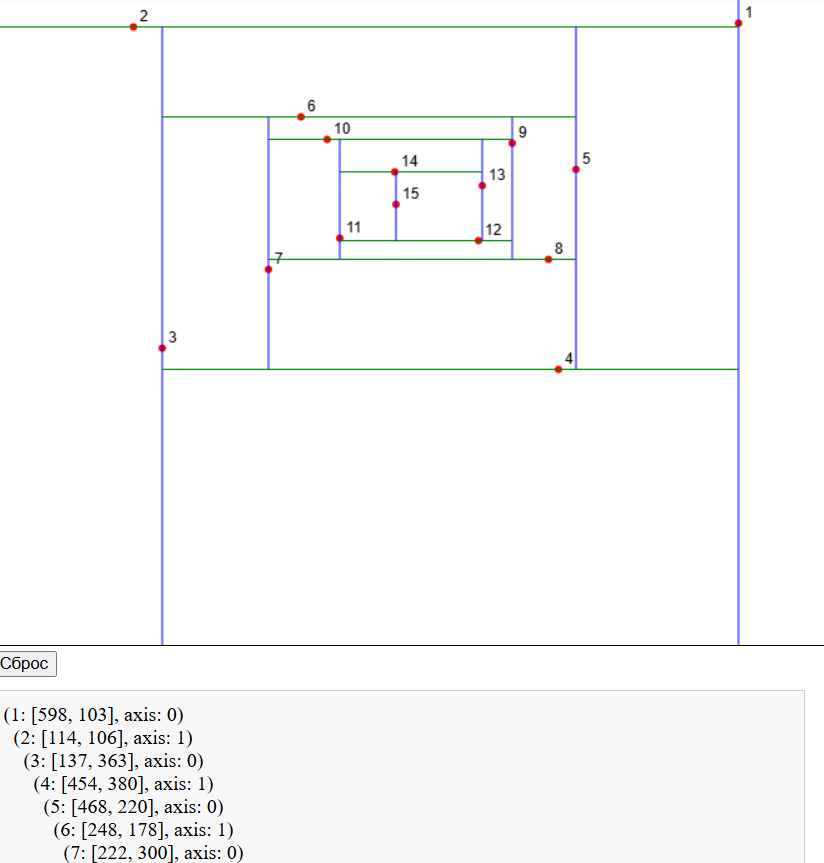 1
2
6
10
9
14
5
13
15
11
12
8
7
3
4
Сброс
(1: [598, 103], axis: 0)
(2: [114, 106], axis: 1)
(3: [137, 363], axis: 0)
(4: [454, 380], axis: 1)
(5: [468, 220], axis: 0)
(6: [248, 178], axis: 1)
(7: [222, 300], axis: 0)